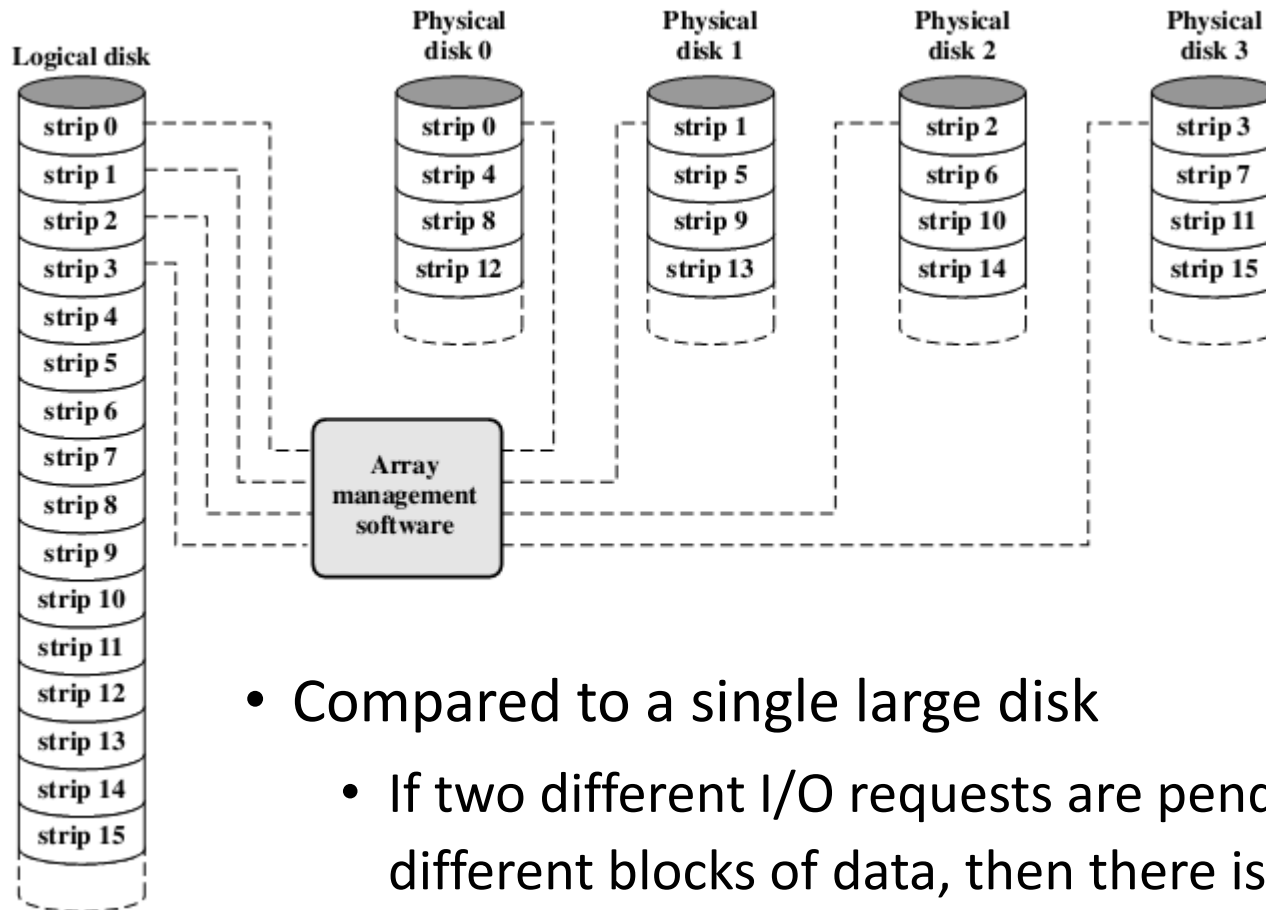 Logical disk
strip 0
strip 1
strip 2
strip 3
strip 4
strip 5
strip 6
strip 7
strip 8
strip 9
strip 10
strip 11
strip 12
strip 13
strip 14
strip 15
Physical
disk 0
strip 0
strip 4
strip 8
strip 12
Physical
disk 1
strip 1
strip 5
strip 9
strip 13
Physical
disk 2
strip 2
strip 6
strip 10
strip 14
Physical
disk 3
strip 3
strip 7
strip 11
strip 15
Array
management
software
• Compared to a single large disk
• If two different I/O requests are
different blocks of data, then there is